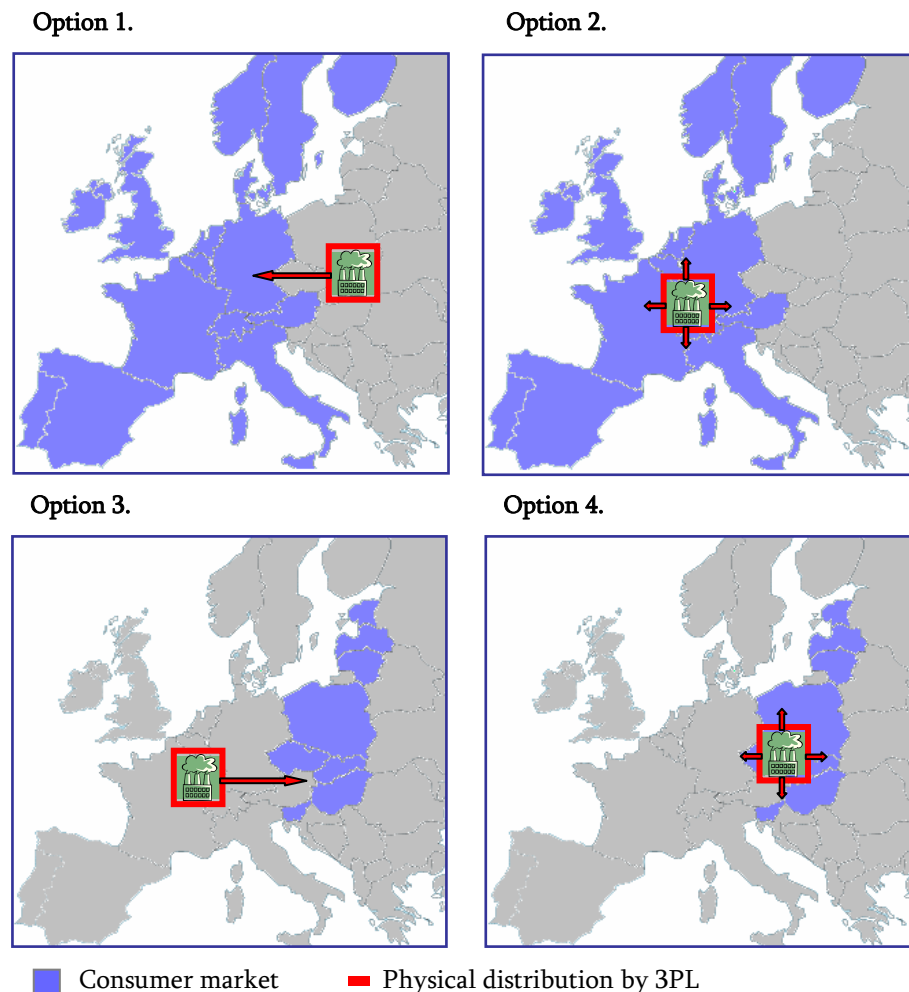 Option 1.
Option 2.
Option 3.
Option 4.
Consumer market
Physical distribution by 3PL